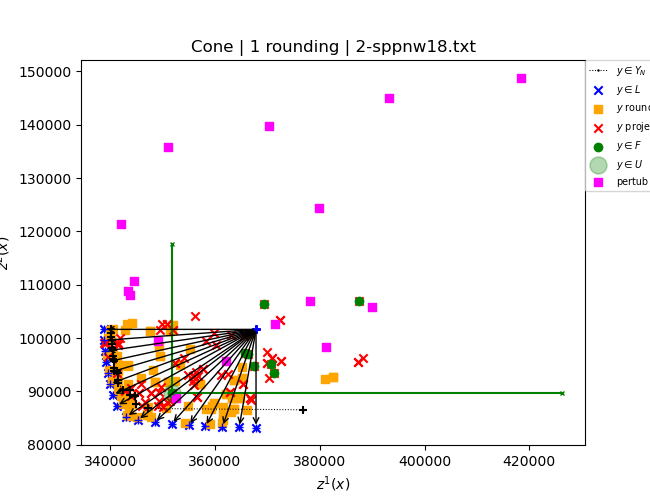 Cone | 1 rounding | 2-sppnw18.txt
150000
140000
130000
120000
110000
100000
90000
80000
340000
360000
380000
400000
420000
z¹(x)
z²(x)
y ∈ Y_N
y ∈ L
y roun
y proje
y ∈ F
y ∈ U
pertub